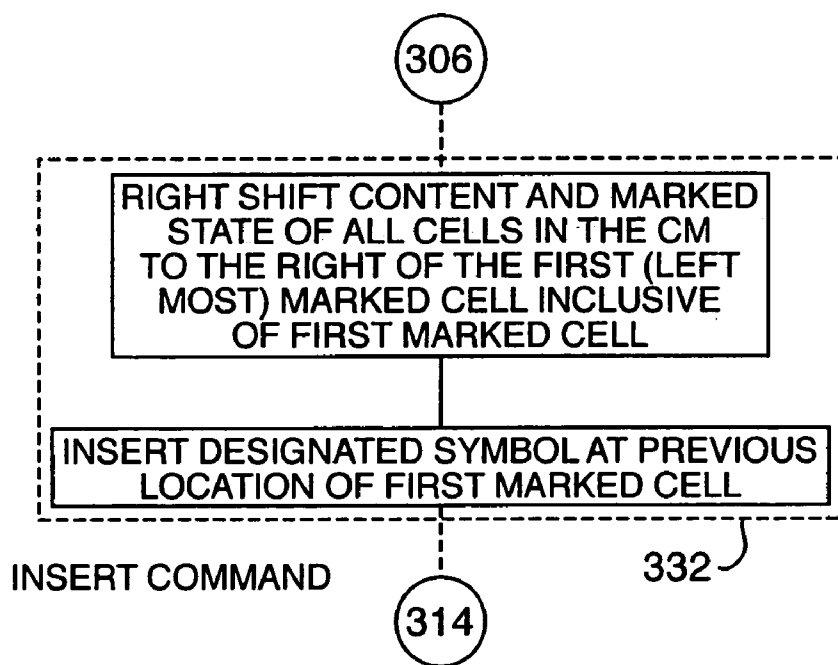 306
RIGHT SHIFT CONTENT AND MARKED
STATE OF ALL CELLS IN THE CM
TO THE RIGHT OF THE FIRST (LEFT
MOST) MARKED CELL INCLUSIVE
OF FIRST MARKED CELL
INSERT DESIGNATED SYMBOL AT PREVIOUS
LOCATION OF FIRST MARKED CELL
INSERT COMMAND
332
314